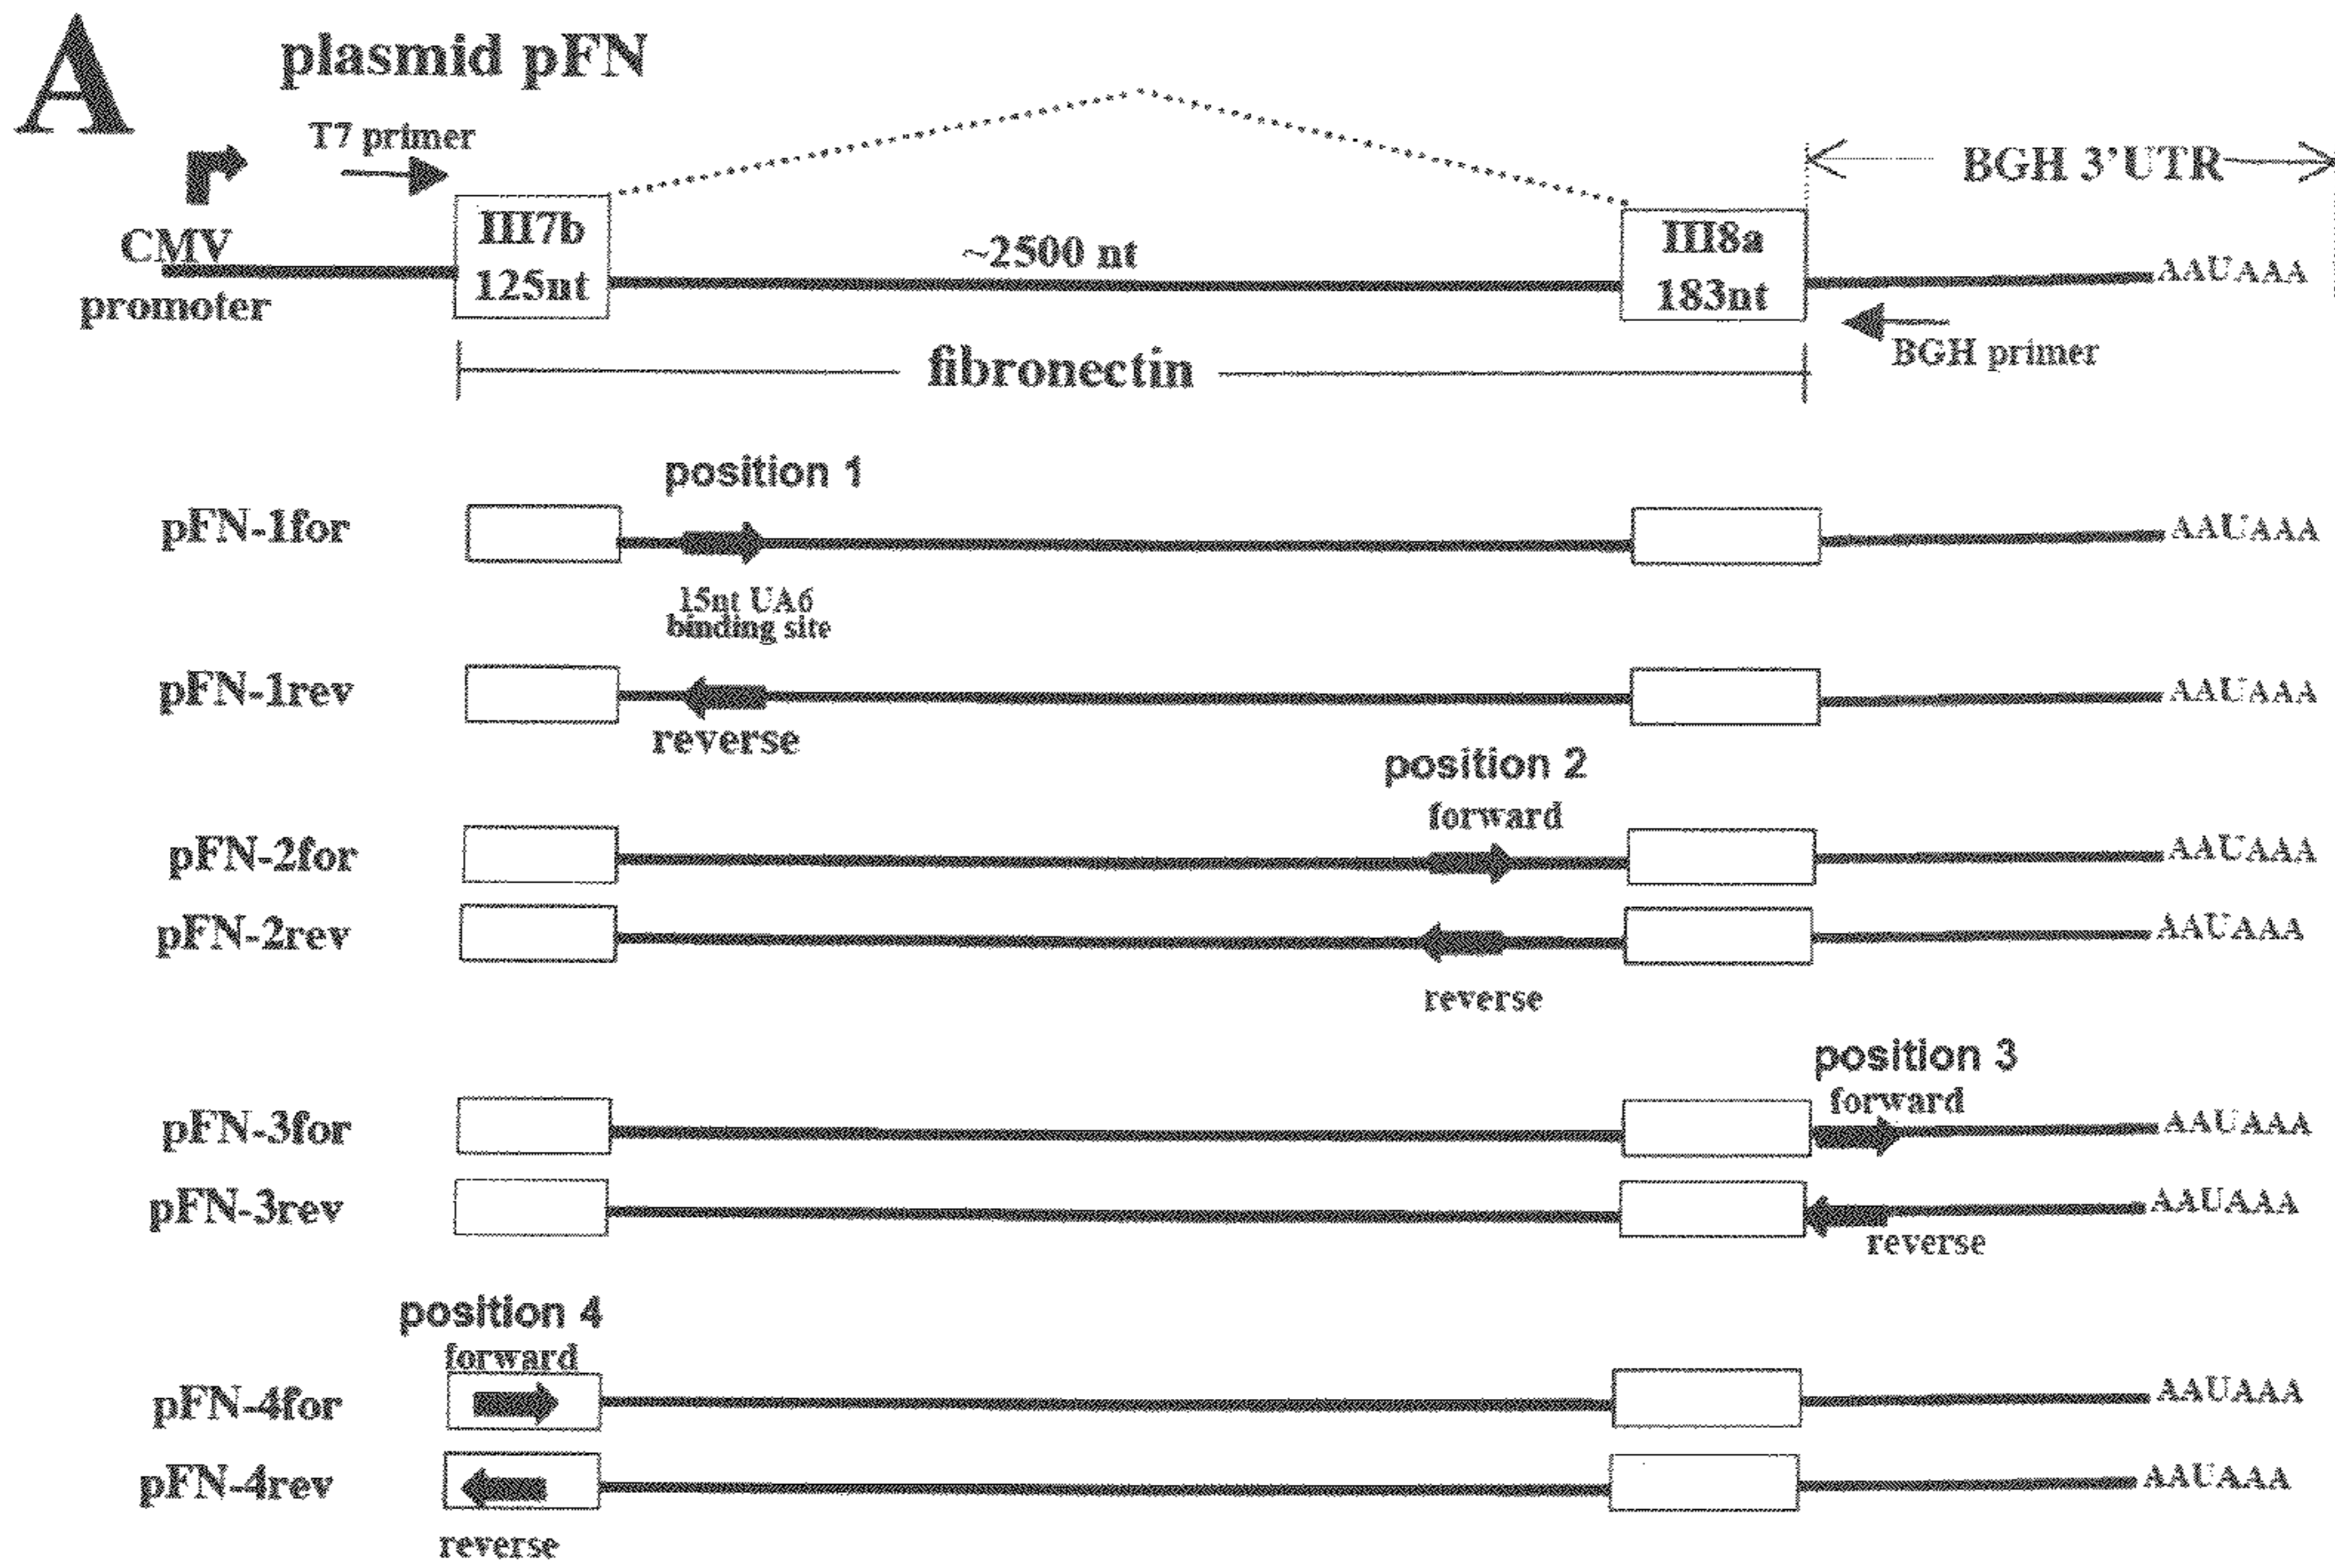 A
plasmid pFN
T7 primer
BGH 3'UTR
CMV
promoter
III7b
125nt
~2500 nt
III8a
183nt
AAUAAA
BGH primer
fibronectin
position 1
pFN-1for
AAUAAA
15nt UA6
binding site
pFN-1rev
AAUAAA
reverse
position 2
forward
pFN-2for
AAUAAA
pFN-2rev
AAUAAA
reverse
position 3
forward
pFN-3for
AAUAAA
pFN-3rev
AAUAAA
reverse
position 4
forward
pFN-4for
AAUAAA
pFN-4rev
AAUAAA
reverse